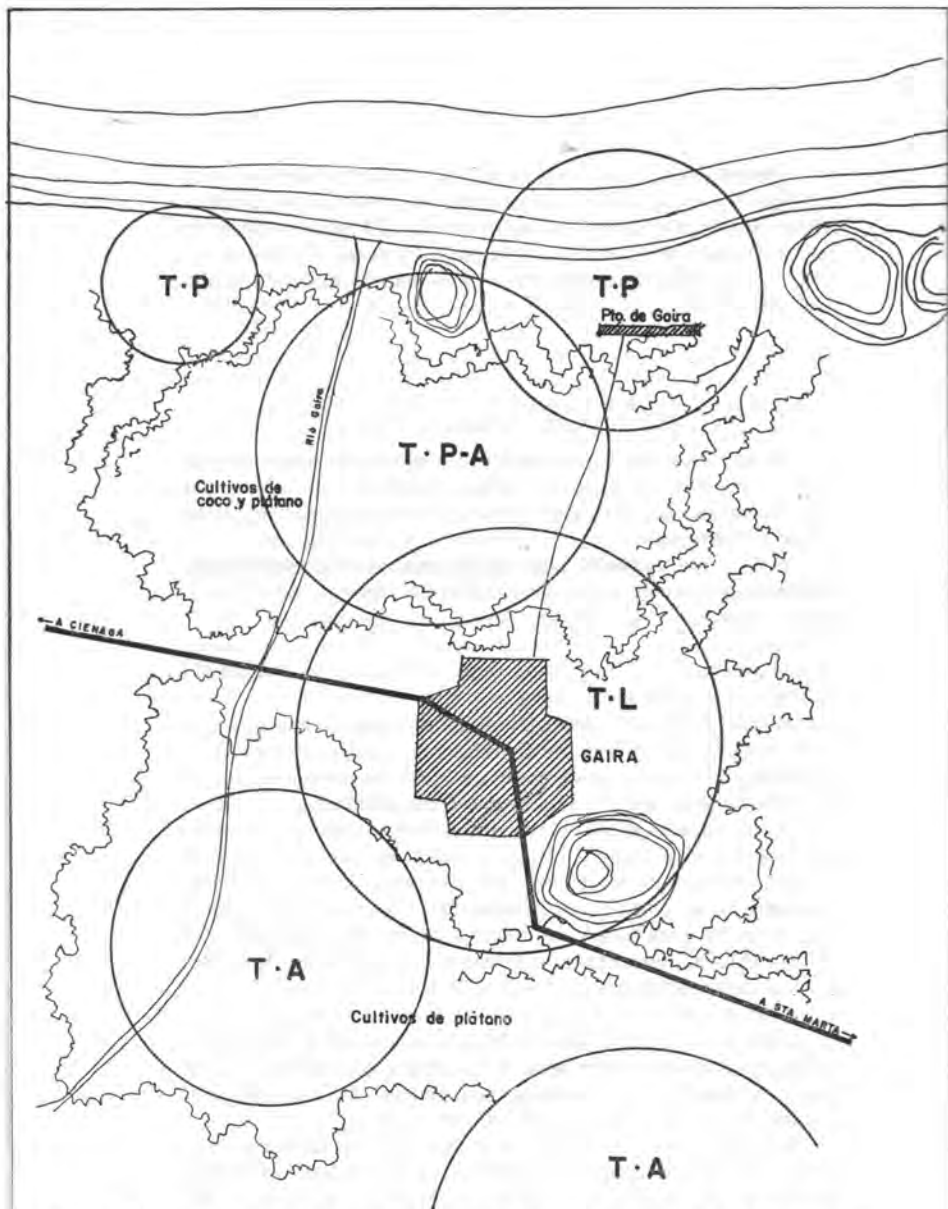 T·P
T·P
Pto. de Gaira
Río Gaira
T·P-A
Cultivos de
coco y plátano
A CIENAGA
T·L
GAIRA
T·A
Cultivos de plátano
A STA. MARTA
T·A